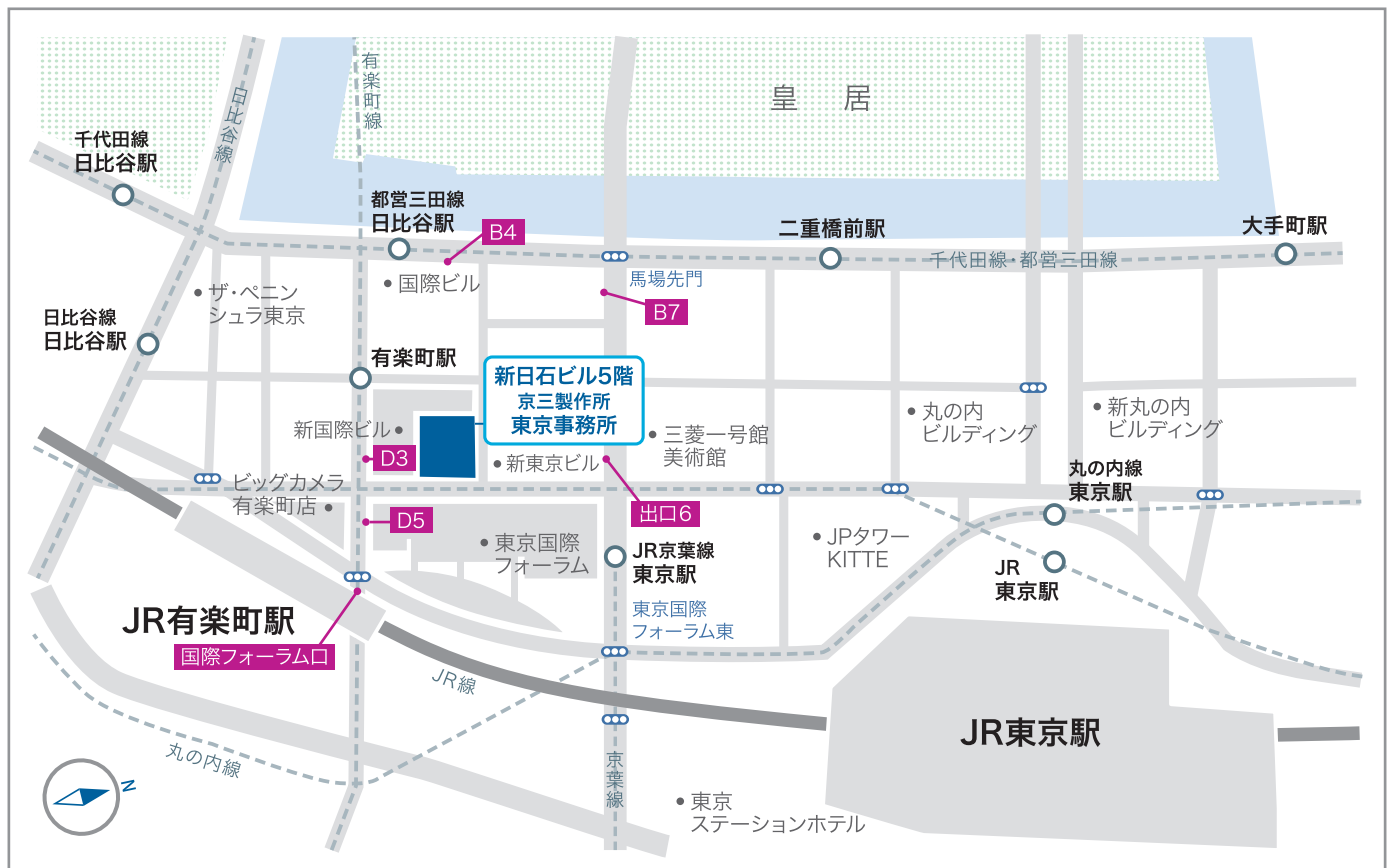 皇 居
有楽町線
日比谷線
千代田線
日比谷駅
都営三田線
日比谷駅
B4
二重橋前駅
大手町駅
千代田線・都営三田線
国際ビル
馬場先門
B7
ザ・ペニン
シュラ東京
日比谷線
日比谷駅
有楽町駅
新日石ビル5階
京三製作所
東京事務所
新国際ビル
D3
新東京ビル
三菱一号館
美術館
丸の内
ビルディング
新丸の内
ビルディング
ビッグカメラ
有楽町店
D5
出口6
丸の内線
東京駅
東京国際
フォーラム
JR京葉線
東京駅
JPタワー
KITTE
JR
東京駅
JR有楽町駅
国際フォーラム口
東京国際
フォーラム東
JR線
JR東京駅
丸の内線
京葉線
N
東京
ステーションホテル